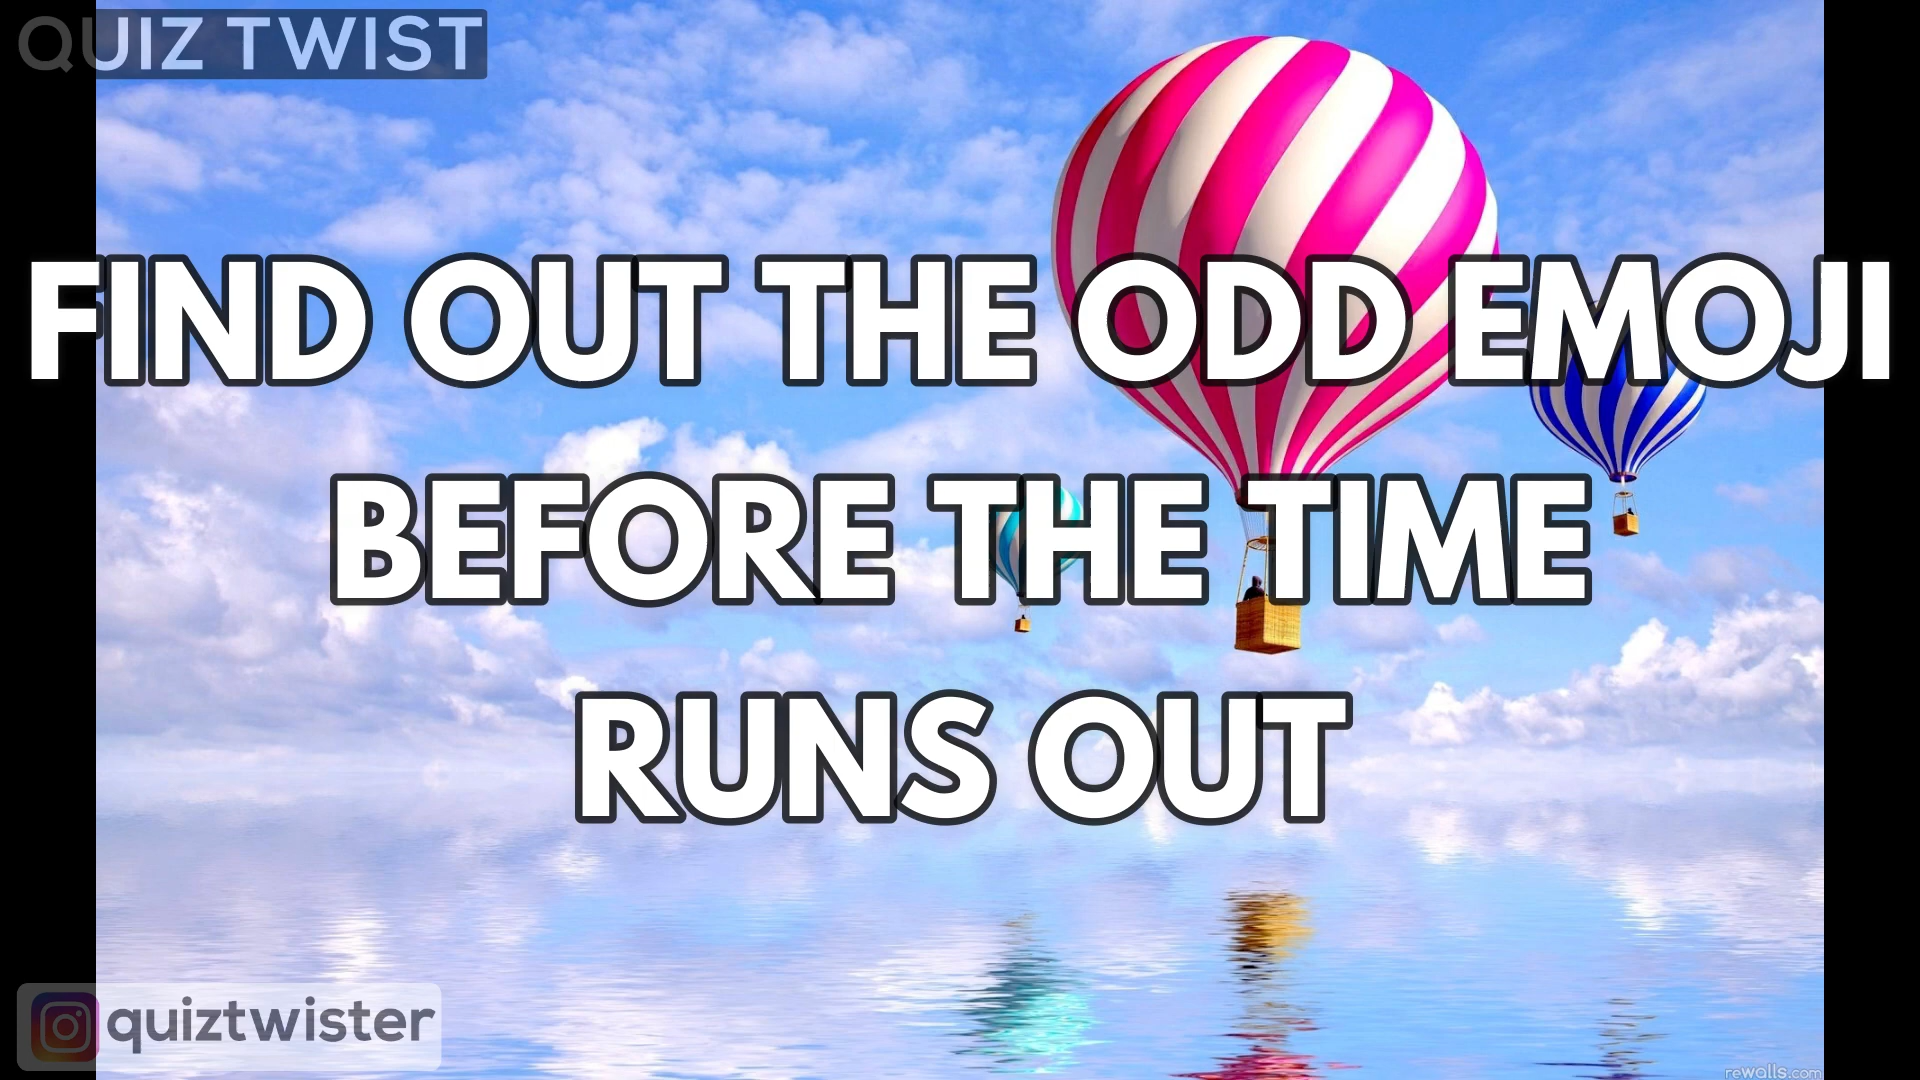 QUIZ TWIST
FIND OUT THE ODD EMOJI
BEFORE THE TIME
RUNS OUT
quiztwister
rewalls.com